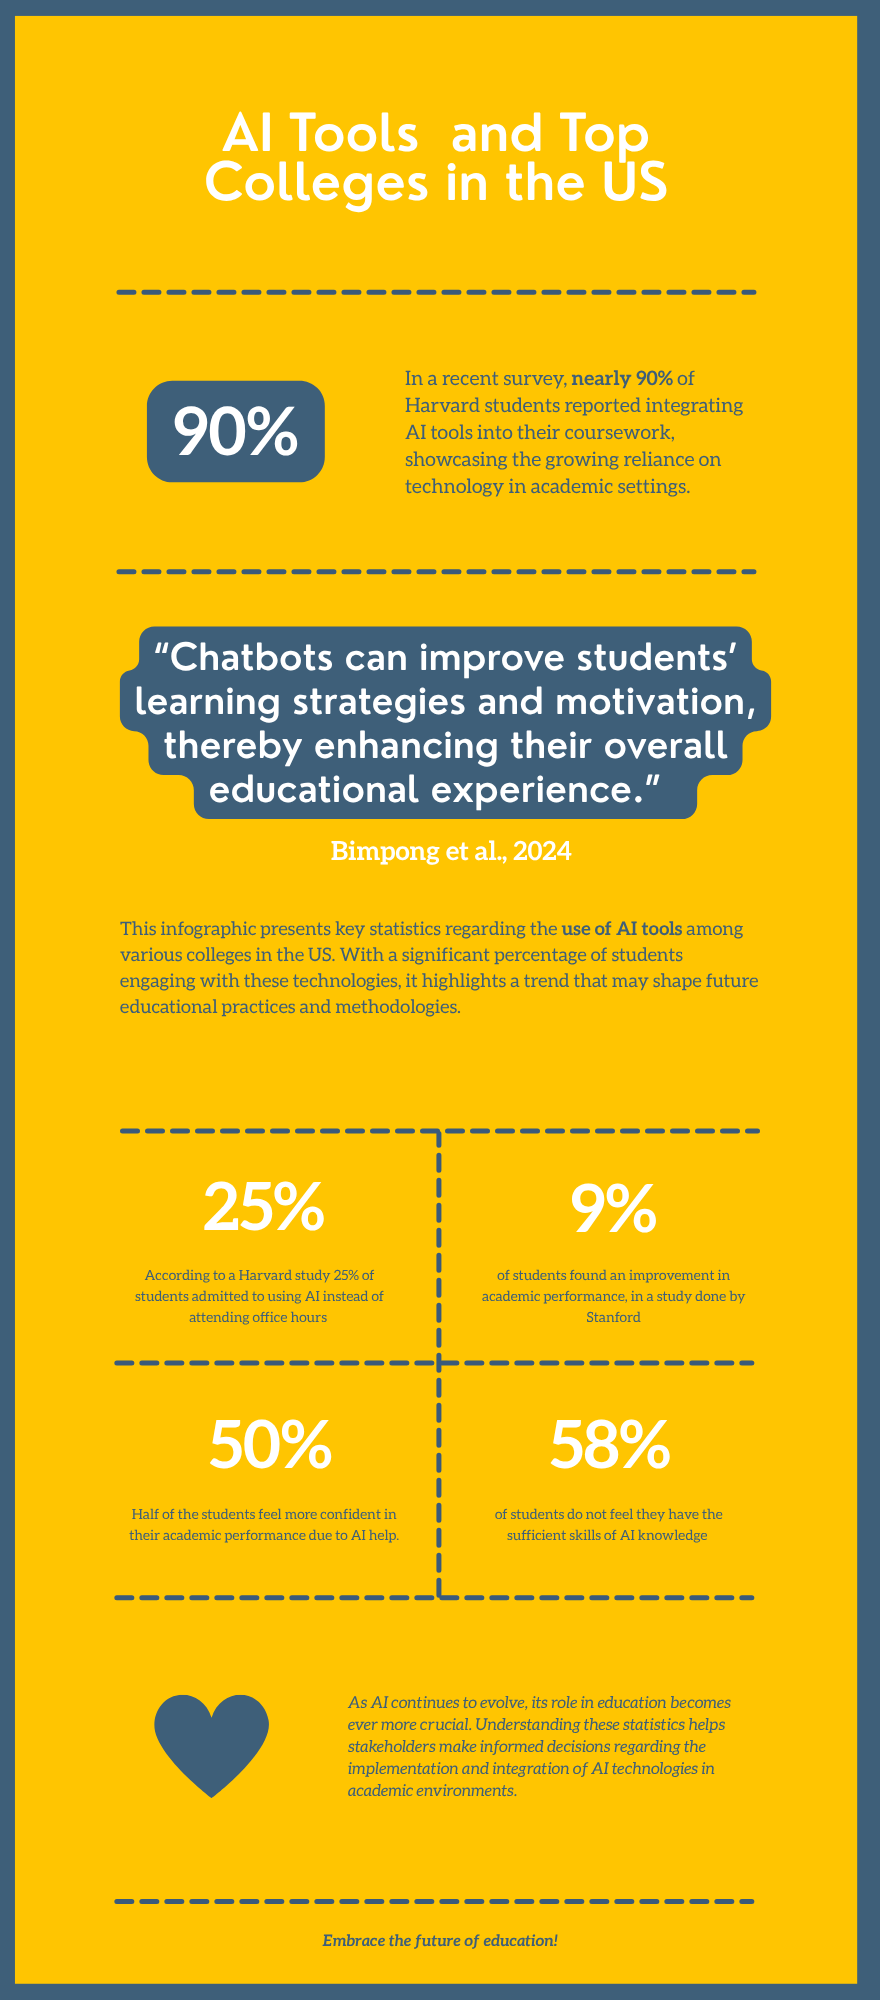 AI Tools  and Top
Colleges in the US
90%
In a recent survey, nearly 90% of
Harvard students reported integrating
AI tools into their coursework,
showcasing the growing reliance on
technology in academic settings.
“Chatbots can improve students’
learning strategies and motivation,
thereby enhancing their overall
educational experience.”
Bimpong et al., 2024
This infographic presents key statistics regarding the use of AI tools among
various colleges in the US. With a significant percentage of students
engaging with these technologies, it highlights a trend that may shape future
educational practices and methodologies.
25%
According to a Harvard study 25% of
students admitted to using AI instead of
attending office hours
9%
of students found an improvement in
academic performance, in a study done by
Stanford
50%
Half of the students feel more confident in
their academic performance due to AI help.
58%
of students do not feel they have the
sufficient skills of AI knowledge
As AI continues to evolve, its role in education becomes
ever more crucial. Understanding these statistics helps
stakeholders make informed decisions regarding the
implementation and integration of AI technologies in
academic environments.
Embrace the future of education!